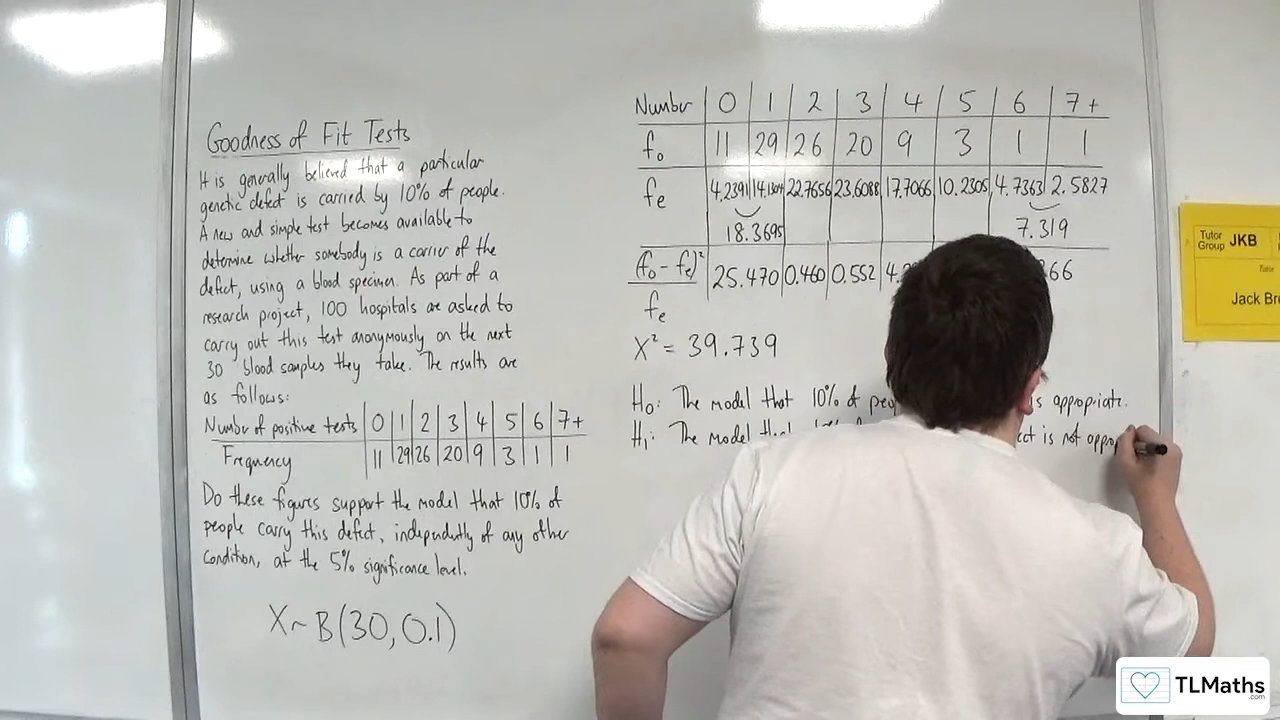 Goodness of Fit Tests
It is generally believed that a particular
genetic defect is carried by 10% of people.
A new and simple test becomes available to
determine whether somebody is a carrier of the
defect, using a blood specimen. As part of a
research project, 100 hospitals are asked to
carry out this test anonymously on the next
30 blood samples they take. The results are
as follows:
Number of positive tests 0 1 2 3 4 5 6 7+
Frequency 11 29 26 20 9 3 1 1
Do these figures support the model that 10% of
people carry this defect, independently of any other
condition, at the 5% significance level.
X~B(30, 0.1)
Number 0 1 2 3 4 5 6 7+
fo 11 29 26 20 9 3 1 1
fe 4.2391 14.1304 22.7656 23.6088 17.7066 10.2305 4.7363 2.5827
18.3695 7.319
(fo - fe)²
fe
25.470 0.460 0.552 4. 66
X² = 39.739
H0: The model that 10% of peop is appropriate.
H1: The model that ct is not approp
Tutor Group JKB
Tutor
Jack Bro
TLMaths
.com